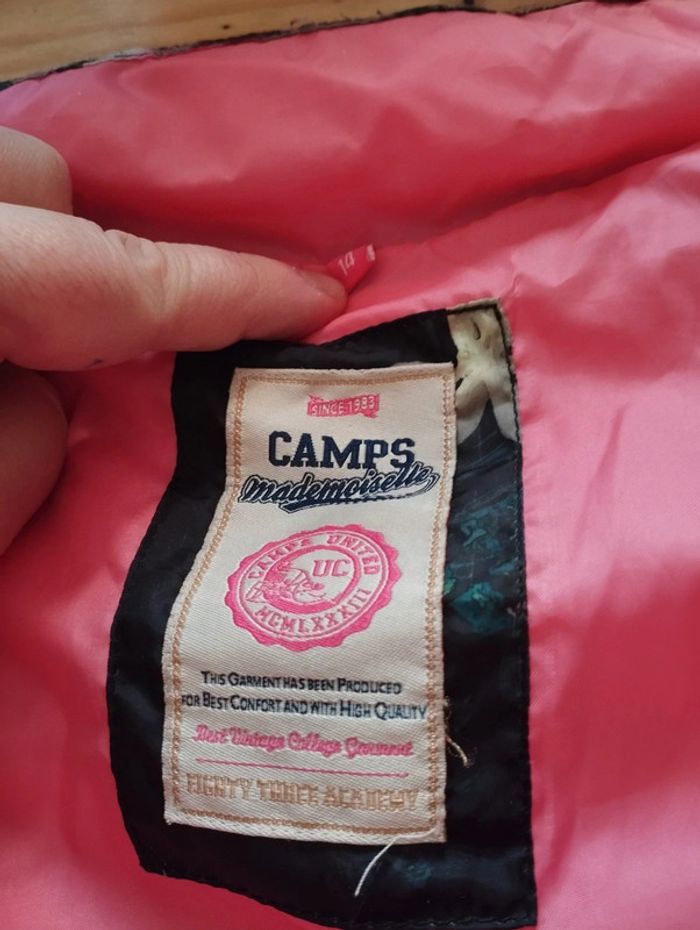 14
SINCE 1983
CAMPS
Mademoiselle
CAMPS UNITED
UC
MCMLXXXIII
THIS GARMENT HAS BEEN PRODUCED
FOR BEST CONFORT AND WITH HIGH QUALITY
Best Vintage College Garment
EIGHTY THREE ACADEMY